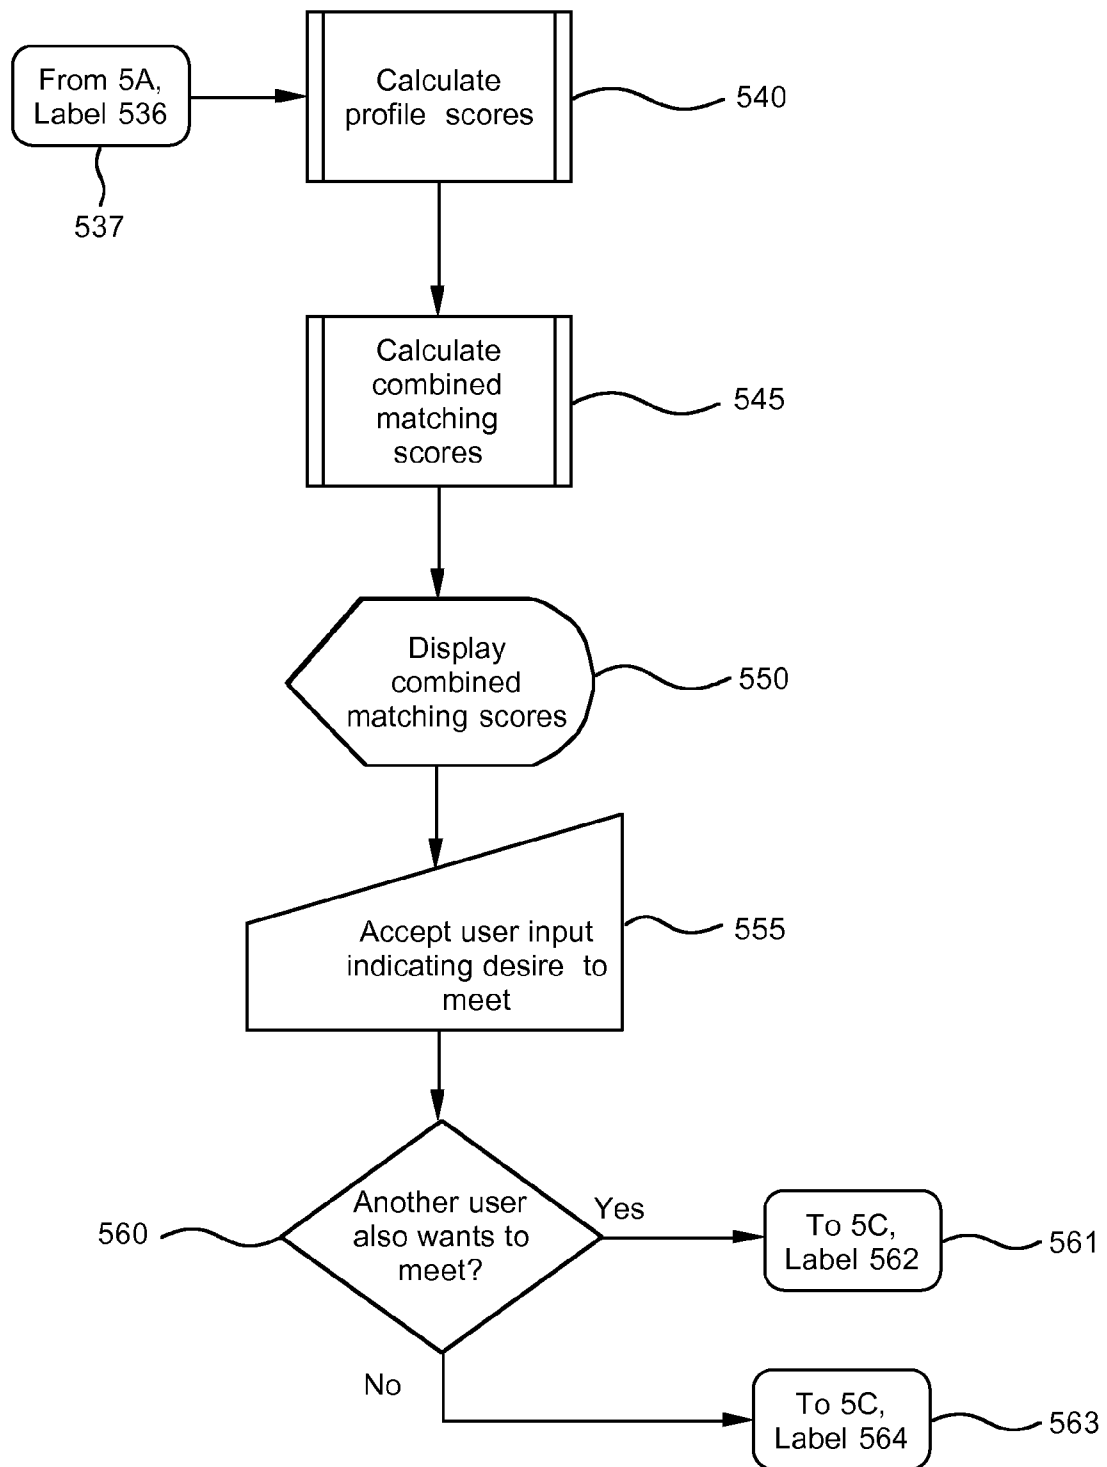 From 5A,
Label 536
537
Calculate
profile scores
540
Calculate
combined
matching
scores
545
Display
combined
matching scores
550
Accept user input
indicating desire to
meet
555
Another user
also wants to
meet?
560
Yes
To 5C,
Label 562
561
No
To 5C,
Label 564
563